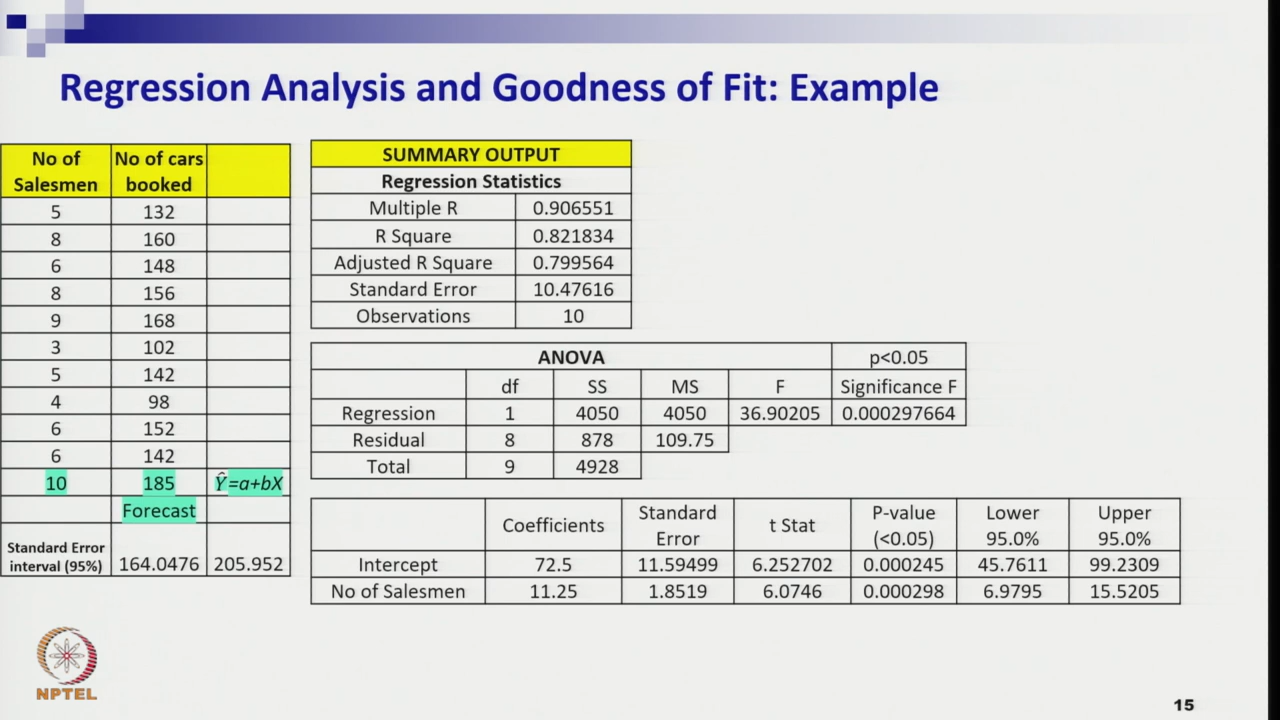 Regression Analysis and Goodness of Fit: Example
No of Salesmen No of cars booked
5 132
8 160
6 148
8 156
9 168
3 102
5 142
4 98
6 152
6 142
10 185 Ŷ=a+bX
Forecast
Standard Error interval (95%) 164.0476 205.952
SUMMARY OUTPUT
Regression Statistics
Multiple R 0.906551
R Square 0.821834
Adjusted R Square 0.799564
Standard Error 10.47616
Observations 10
ANOVA p<0.05
df SS MS F Significance F
Regression 1 4050 4050 36.90205 0.000297664
Residual 8 878 109.75
Total 9 4928
Coefficients Standard Error t Stat P-value (<0.05) Lower 95.0% Upper 95.0%
Intercept 72.5 11.59499 6.252702 0.000245 45.7611 99.2309
No of Salesmen 11.25 1.8519 6.0746 0.000298 6.9795 15.5205
NPTEL
15